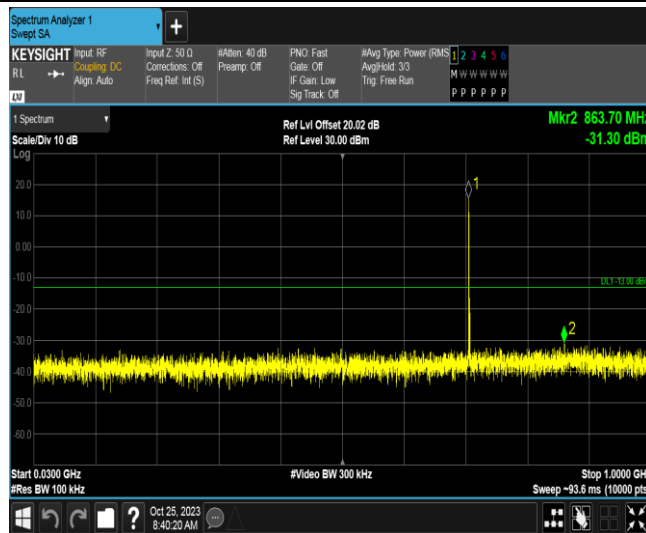 Spectrum Analyzer 1
Swept SA
KEYSIGHT Input: RF Input Z: 50 Ω #Atten: 40 dB PNO: Fast #Avg Type: Power (RMS 1 2 3 4 5 6
RL Coupling: DC Corrections: Off Preamp: Off Gate: Off Avg|Hold: 3/3 M W W W W W
Align: Auto Freq Ref: Int (S) IF Gain: Low Trig: Free Run
Sig Track: Off P P P P P P
LXI
1 Spectrum Ref Lvl Offset 20.02 dB Mkr2 863.70 MHz
Scale/Div 10 dB Ref Level 30.00 dBm -31.30 dBm
Log
1
20.0
10.0
0.00
-10.0
DL1 -13.00 dBm
-20.0
2
-30.0
-40.0
-50.0
-60.0
Start 0.0300 GHz #Video BW 300 kHz Stop 1.0000 GH
#Res BW 100 kHz Sweep ~93.6 ms (10000 pts
?
Oct 25, 2023
8:40:20 AM